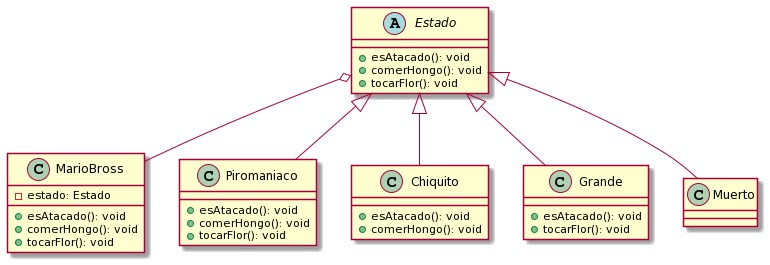 A Estado
esAtacado(): void
comerHongo(): void
tocarFlor(): void
C MarioBross
estado: Estado
esAtacado(): void
comerHongo(): void
tocarFlor(): void
C Piromaniaco
esAtacado(): void
comerHongo(): void
tocarFlor(): void
C Chiquito
esAtacado(): void
comerHongo(): void
C Grande
esAtacado(): void
tocarFlor(): void
C Muerto